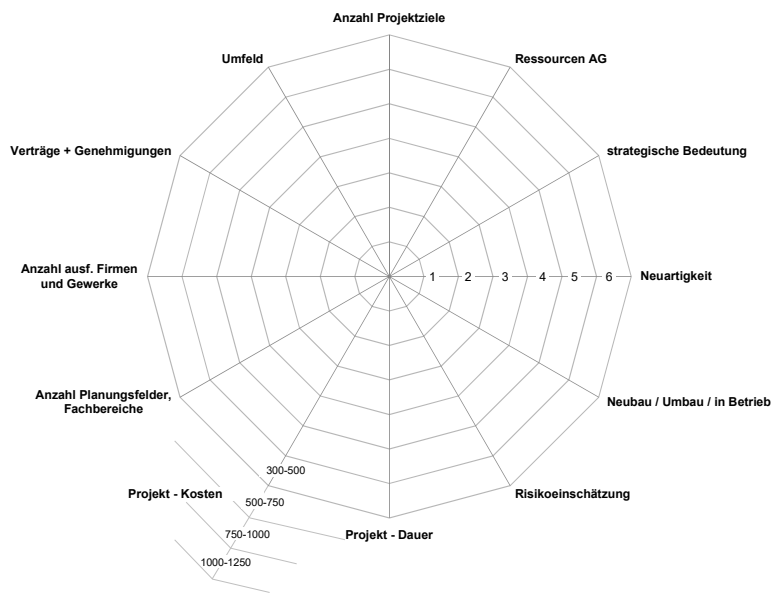 Anzahl Projektziele
Umfeld
Ressourcen AG
Verträge + Genehmigungen
strategische Bedeutung
Anzahl ausf. Firmen
und Gewerke
1 2 3 4 5 6
Neuartigkeit
Anzahl Planungsfelder,
Fachbereiche
Neubau / Umbau / in Betrieb
300-500
Projekt - Kosten
Risikoeinschätzung
500-750
750-1000
Projekt - Dauer
1000-1250